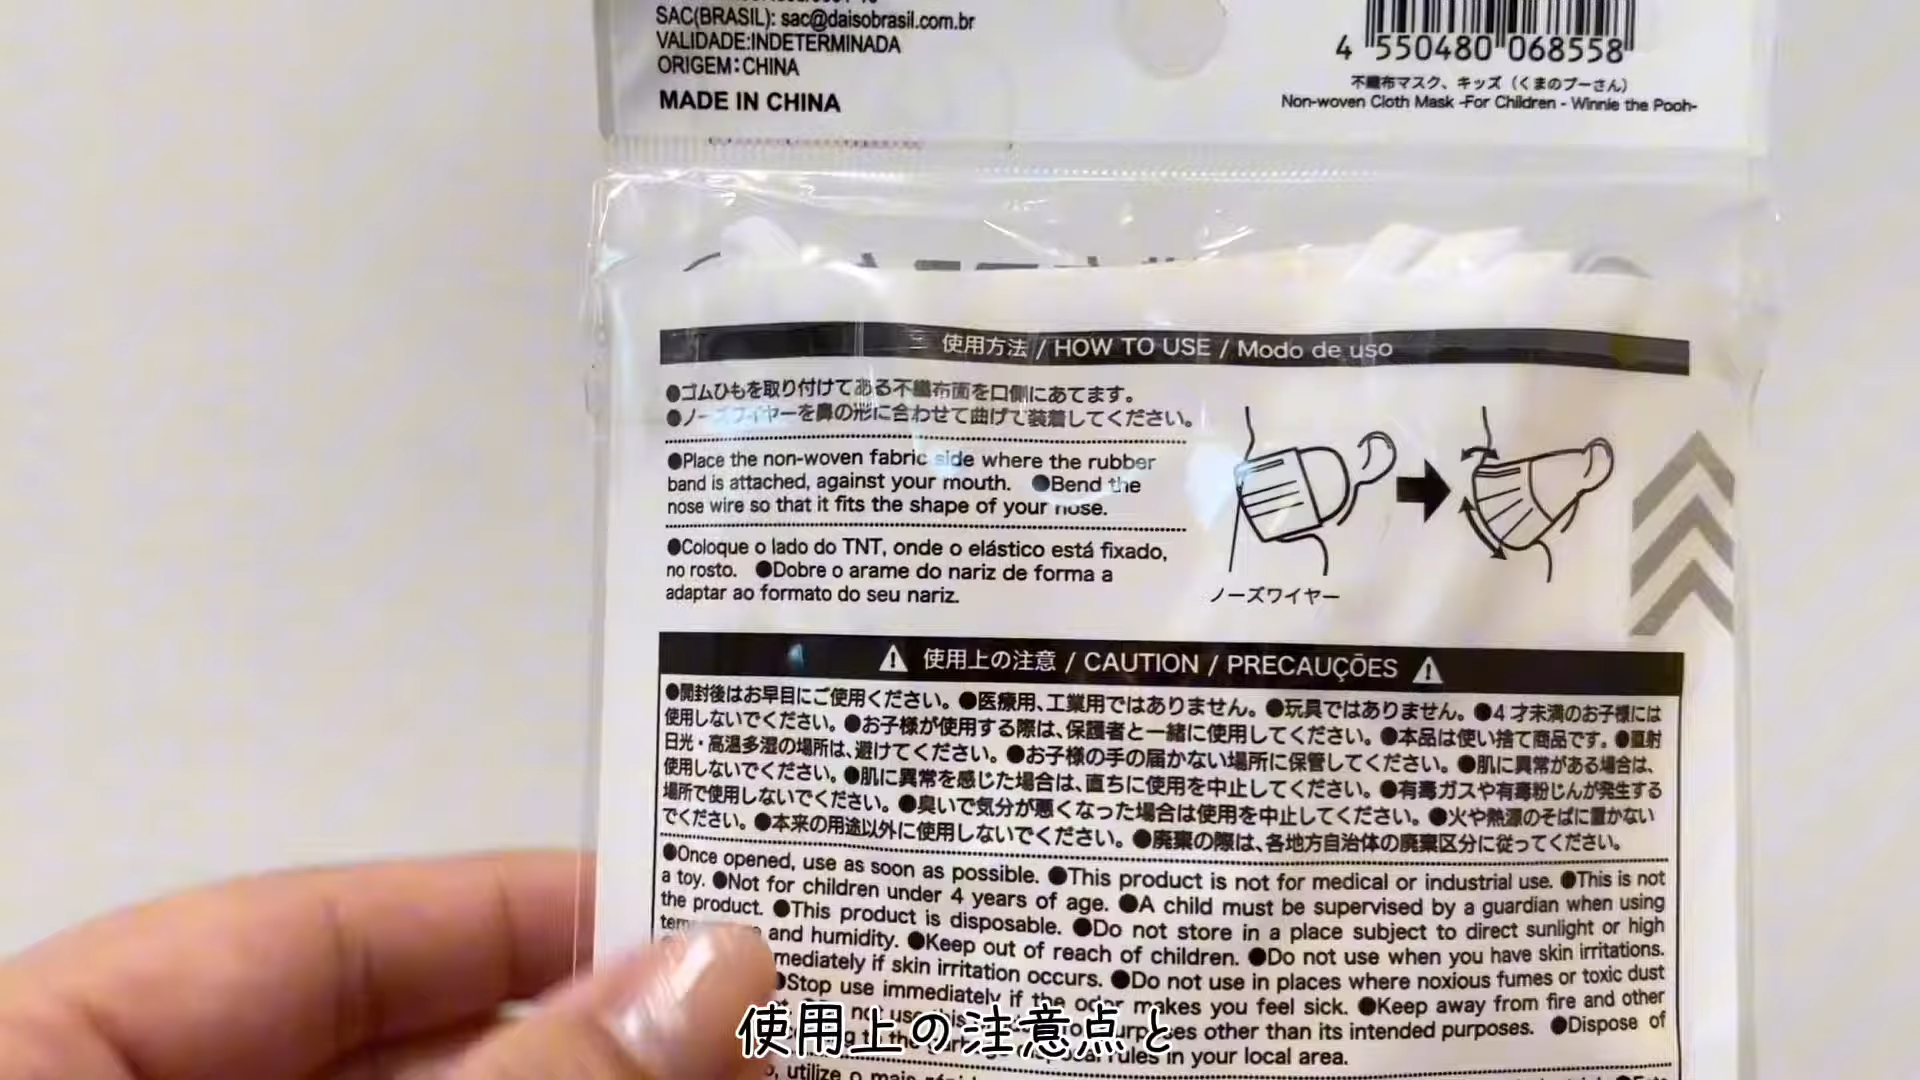 SAC(BRASIL): sac@daisobrasil.com.br
VALIDADE:INDETERMINADA
ORIGEM:CHINA
MADE IN CHINA
4 550480 068558
不織布マスク、キッズ（くまのプーさん）
Non-woven Cloth Mask -For Children - Winnie the Pooh-
使用方法 / HOW TO USE / Modo de uso
●ゴムひもを取り付けてある不織布面を口側にあてます。
●ノーズワイヤーを鼻の形に合わせて曲げて装着してください。
●Place the non-woven fabric side where the rubber
band is attached, against your mouth. ●Bend the
nose wire so that it fits the shape of your nose.
●Coloque o lado do TNT, onde o elástico está fixado,
no rosto. ●Dobre o arame do nariz de forma a
adaptar ao formato do seu nariz.
ノーズワイヤー
使用上の注意 / CAUTION / PRECAUÇÕES
●開封後はお早目にご使用ください。●医療用、工業用ではありません。●玩具ではありません。●4才未満のお子様には
使用しないでください。●お子様が使用する際は、保護者と一緒に使用してください。●本品は使い捨て商品です。●直射
日光・高温多湿の場所は、避けてください。●お子様の手の届かない場所に保管してください。●肌に異常がある場合は、
使用しないでください。●肌に異常を感じた場合は、直ちに使用を中止してください。●有毒ガスや有毒粉じんが発生する
場所で使用しないでください。●臭いで気分が悪くなった場合は使用を中止してください。●火や熱源のそばに置かない
でください。●本来の用途以外に使用しないでください。●廃棄の際は、各地方自治体の廃棄区分に従ってください。
●Once opened, use as soon as possible. ●This product is not for medical or industrial use. ●This is not
a toy. ●Not for children under 4 years of age. ●A child must be supervised by a guardian when using
the product. ●This product is disposable. ●Do not store in a place subject to direct sunlight or high
and humidity. ●Keep out of reach of children. ●Do not use when you have skin irritations.
if skin irritation occurs. ●Do not use in places where noxious fumes or toxic dust
●Stop use immediately if the odor makes you feel sick. ●Keep away from fire and other
other than its intended purposes. ●Dispose of
rules in your local area.
使用上の注意点と
utilize o mais